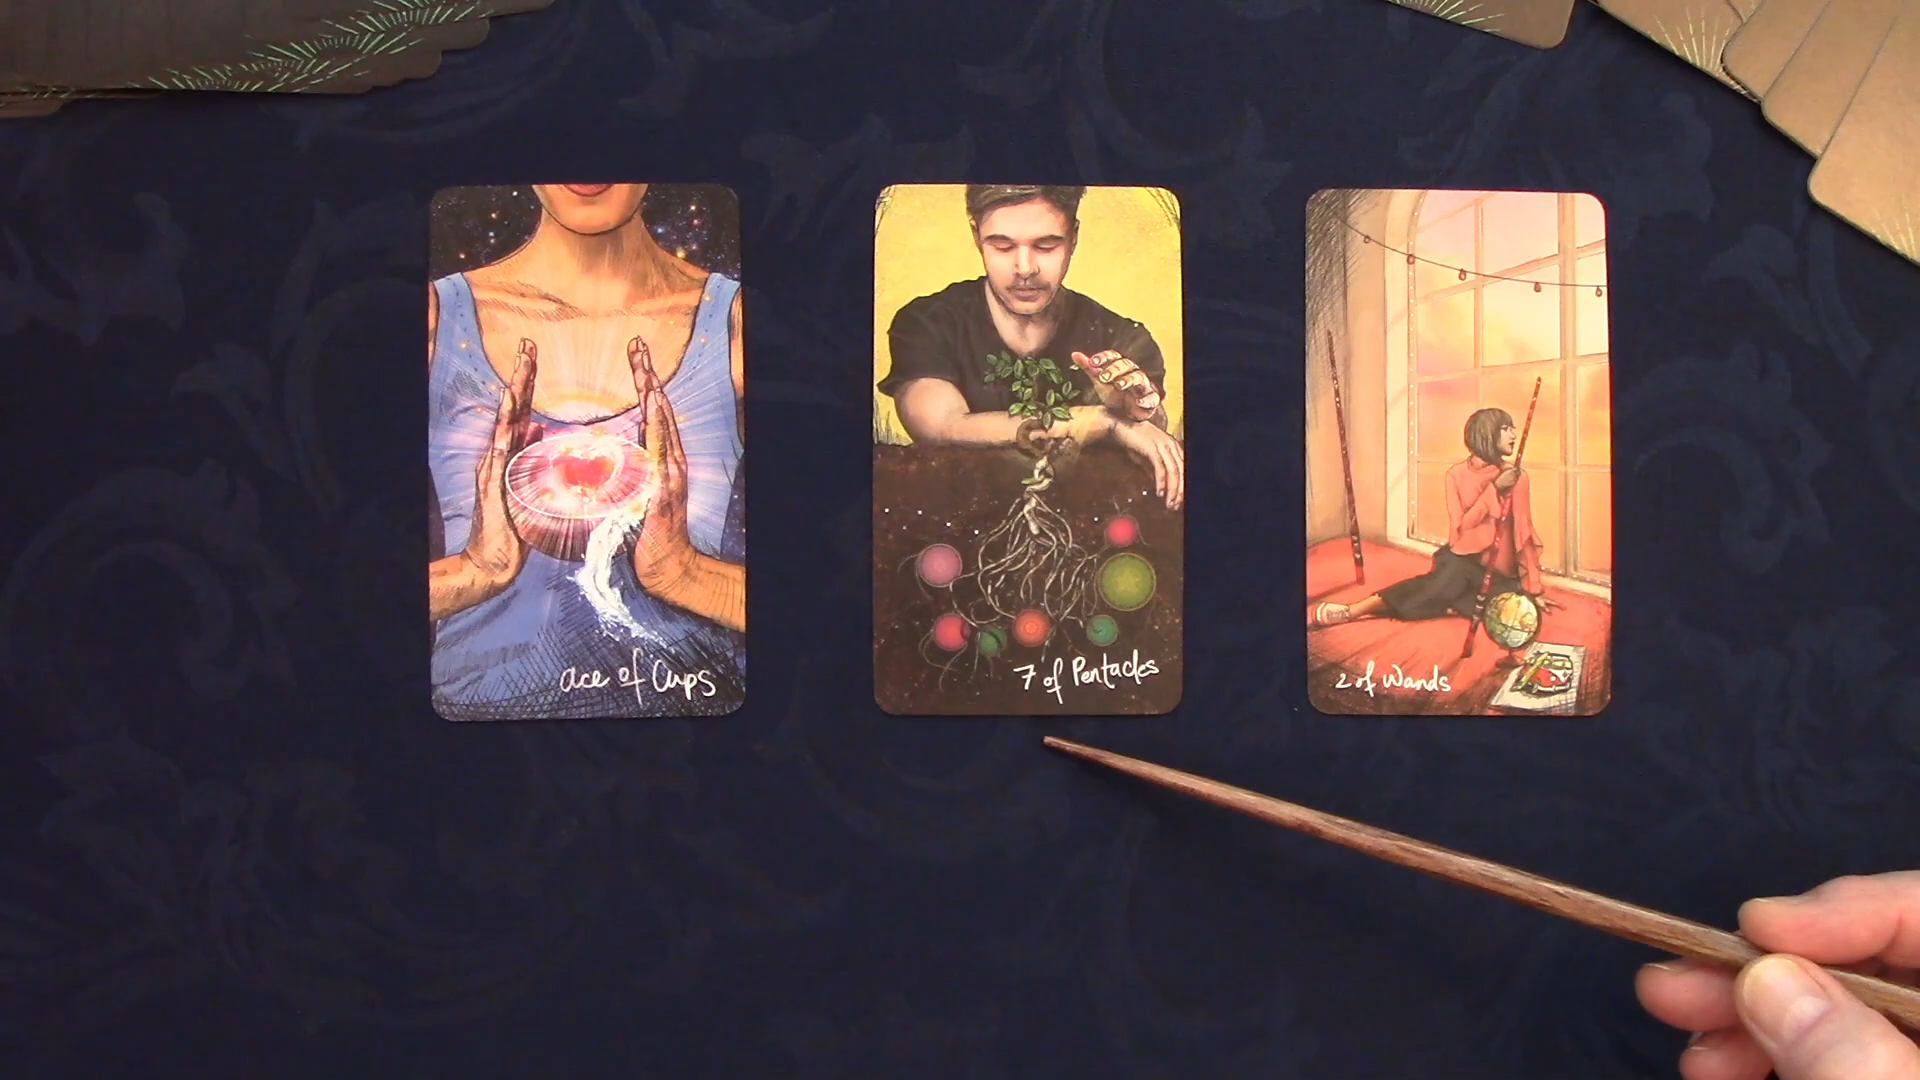 ace of Cups
7 of Pentacles
2 of Wands